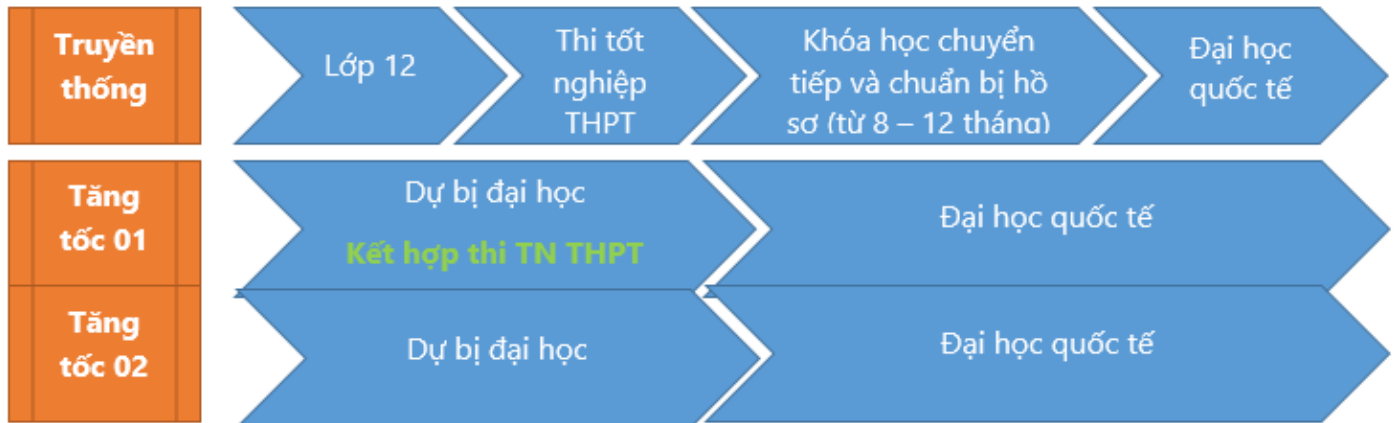 Truyền
thống
Lớp 12
Thi tốt
nghiệp
THPT
Khóa học chuyển
tiếp và chuẩn bị hồ
sơ (từ 8 – 12 tháng)
Đại học
quốc tế
Tăng
tốc 01
Dự bị đại học
Kết hợp thi TN THPT
Đại học quốc tế
Tăng
tốc 02
Dự bị đại học
Đại học quốc tế